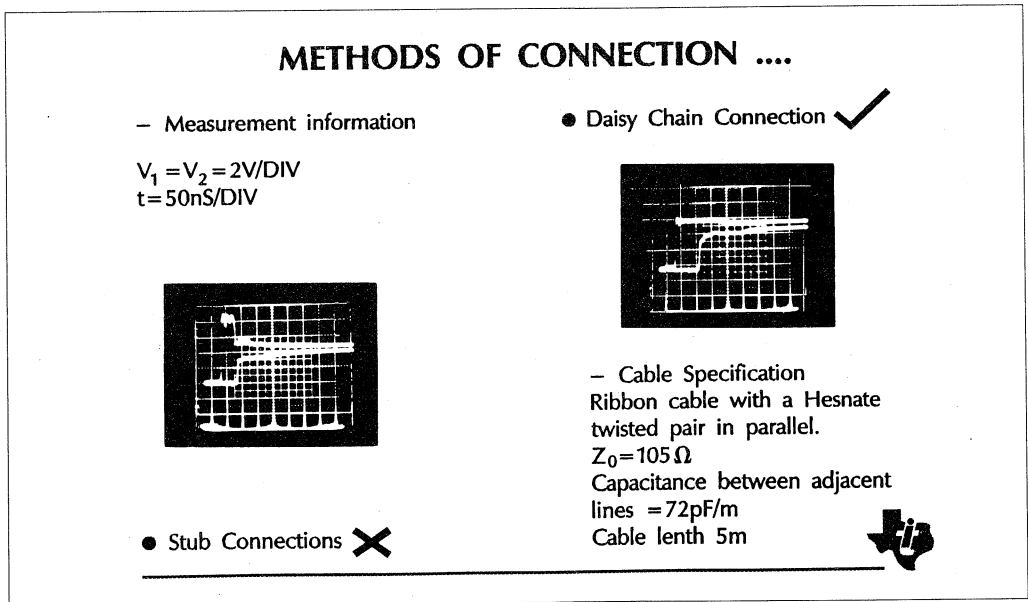 METHODS OF CONNECTION ....
– Measurement information
V₁ =V₂ =2V/DIV
t=50nS/DIV
● Stub Connections
● Daisy Chain Connection
– Cable Specification
Ribbon cable with a Hesnate
twisted pair in parallel.
Z₀=105Ω
Capacitance between adjacent
lines =72pF/m
Cable lenth 5m